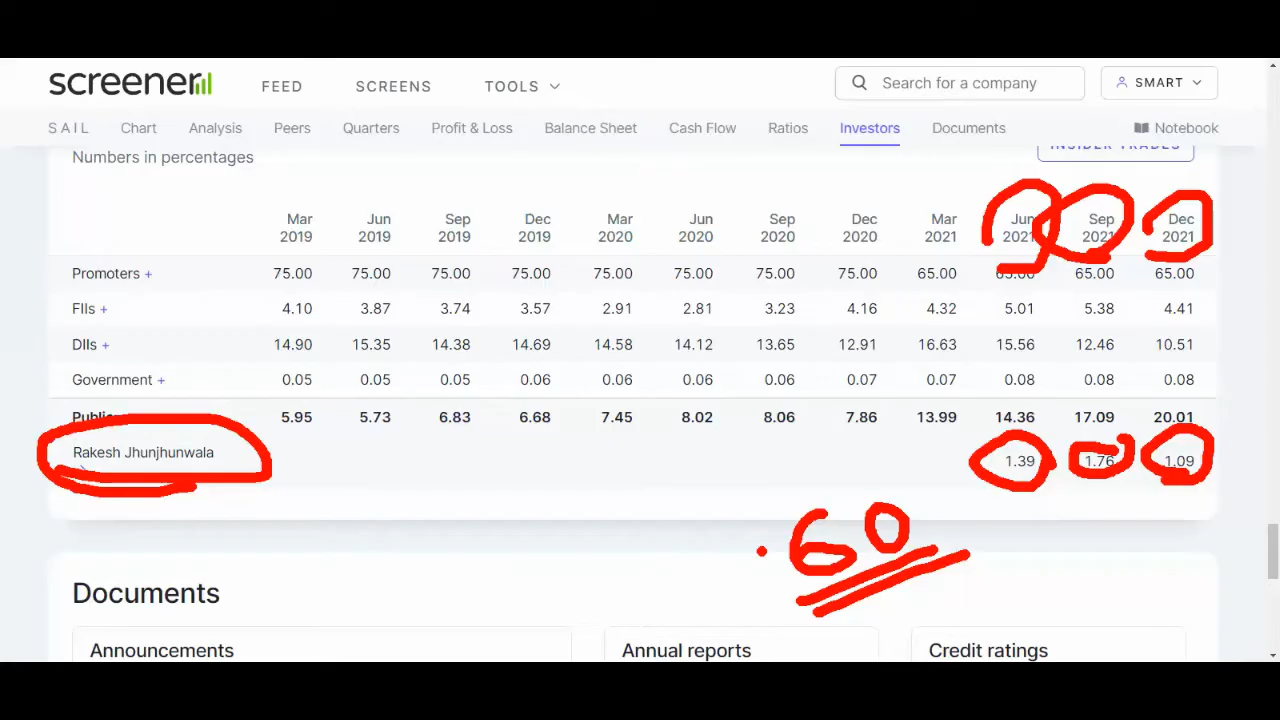 screener FEED SCREENS TOOLS Search for a company SMART
S A I L Chart Analysis Peers Quarters Profit & Loss Balance Sheet Cash Flow Ratios Investors Documents Notebook
Numbers in percentages INSIDER TRADES
Mar 2019 Jun 2019 Sep 2019 Dec 2019 Mar 2020 Jun 2020 Sep 2020 Dec 2020 Mar 2021 Jun 2021 Sep 2021 Dec 2021
Promoters + 75.00 75.00 75.00 75.00 75.00 75.00 75.00 75.00 65.00 65.00 65.00 65.00
FIIs + 4.10 3.87 3.74 3.57 2.91 2.81 3.23 4.16 4.32 5.01 5.38 4.41
DIIs + 14.90 15.35 14.38 14.69 14.58 14.12 13.65 12.91 16.63 15.56 12.46 10.51
Government + 0.05 0.05 0.05 0.06 0.06 0.06 0.06 0.07 0.07 0.08 0.08 0.08
Public 5.95 5.73 6.83 6.68 7.45 8.02 8.06 7.86 13.99 14.36 17.09 20.01
Rakesh Jhunjhunwala 1.39 1.76 1.09
.60
Documents
Announcements Annual reports Credit ratings